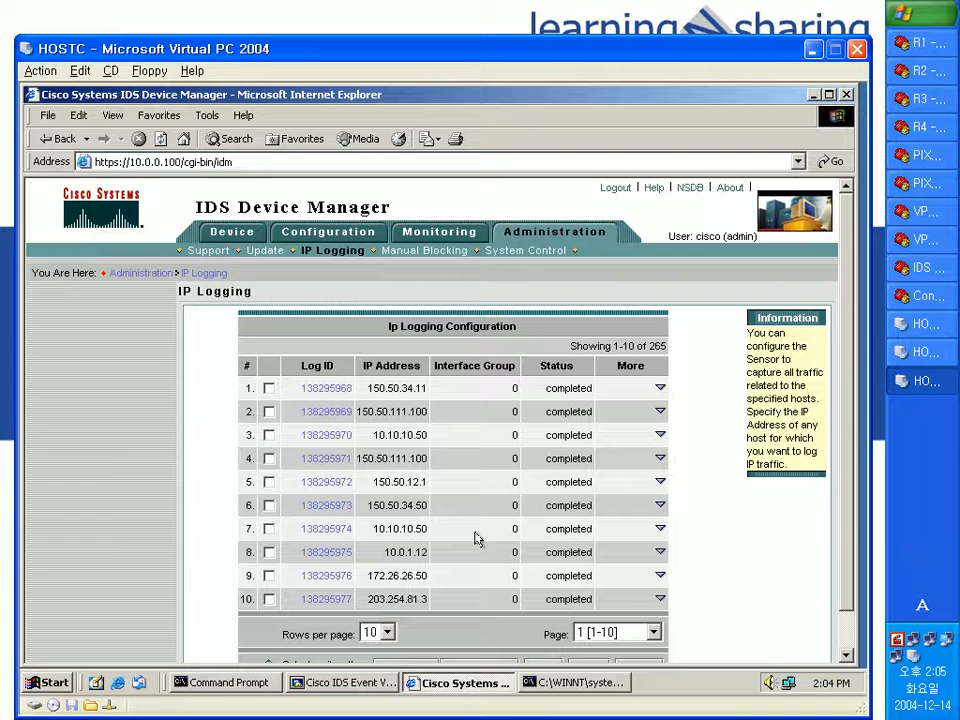 learning sharing
HOSTC - Microsoft Virtual PC 2004
Action Edit CD Floppy Help
Cisco Systems IDS Device Manager - Microsoft Internet Explorer
File Edit View Favorites Tools Help
Back Search Favorites Media
Address https://10.0.0.100/cgi-bin/idm Go
CISCO SYSTEMS
Logout | Help | NSDB | About |
IDS Device Manager
Device Configuration Monitoring Administration
User: cisco (admin)
Support Update IP Logging Manual Blocking System Control
You Are Here: Administration IP Logging
IP Logging
Ip Logging Configuration
Showing 1-10 of 265
# Log ID IP Address Interface Group Status More
1. 138295968 150.50.34.11 0 completed
2. 138295969 150.50.111.100 0 completed
3. 138295970 10.10.10.50 0 completed
4. 138295971 150.50.111.100 0 completed
5. 138295972 150.50.12.1 0 completed
6. 138295973 150.50.34.50 0 completed
7. 138295974 10.10.10.50 0 completed
8. 138295975 10.0.1.12 0 completed
9. 138295976 172.26.26.50 0 completed
10. 138295977 203.254.81.3 0 completed
Rows per page: 10 Page: 1 [1-10]
Information
You can
configure the
Sensor to
capture all traffic
related to the
specified hosts.
Specify the IP
Address of any
host for which
you want to log
IP traffic.
Start Command Prompt Cisco IDS Event V... Cisco Systems ... C:\WINNT\syste... 2:04 PM
R1 -...
R2 -...
R3 -...
R4 -...
PIX...
PIX...
VP...
VP...
IDS ...
Con...
HO...
HO...
HO...
A
오후 2:05
화요일
2004-12-14